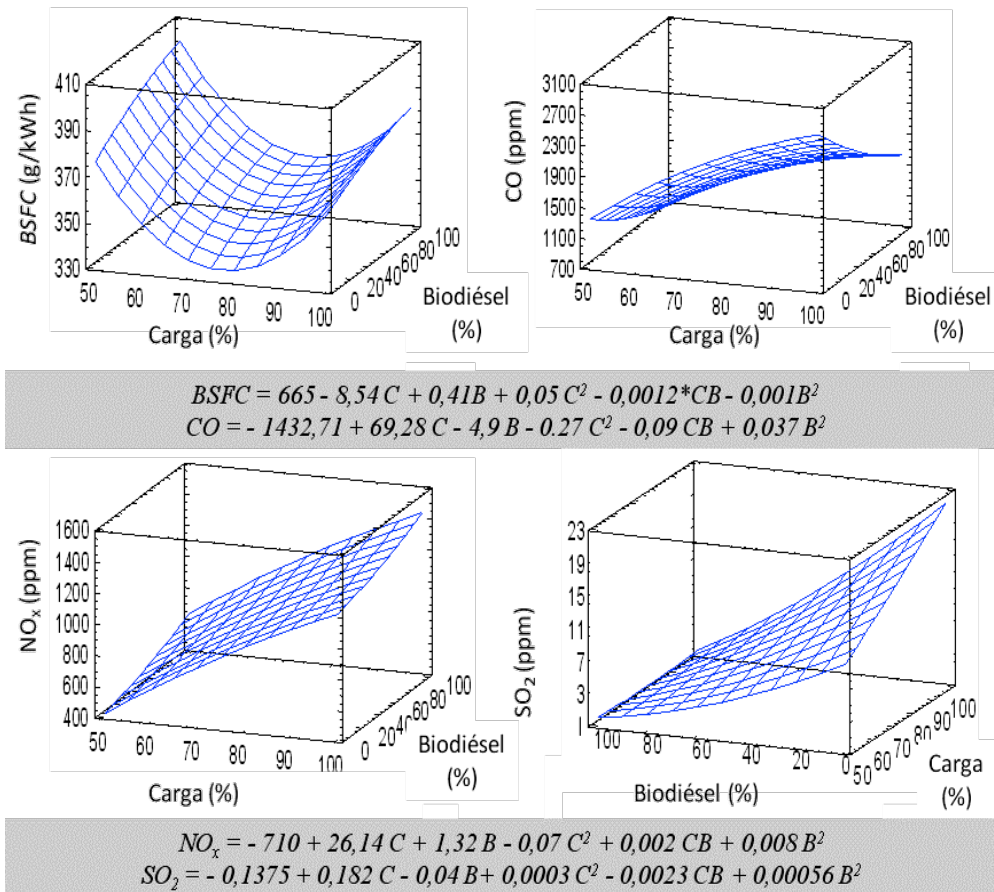 410
390
370
350
330
BSFC (g/kWh)
50 60 70 80 90 100
Carga (%)
0 20 40 60 80 100
Biodiésel
(%)
3100
2700
2300
1900
1500
1100
700
CO (ppm)
50 60 70 80 90 100
Carga (%)
0 20 40 60 80 100
Biodiésel
(%)
BSFC = 665 - 8,54 C + 0,41B + 0,05 C² - 0,0012*CB - 0,001B²
CO = - 1432,71 + 69,28 C - 4,9 B - 0.27 C² - 0,09 CB + 0,037 B²
1600
1400
1200
1000
800
600
400
NOₓ (ppm)
50 60 70 80 90 100
Carga (%)
0 20 40 60 80 100
Biodiésel
(%)
23
19
15
11
7
3
1
SO₂ (ppm)
100 80 60 40 20 0
Biodiésel (%)
50 60 70 80 90 100
Carga
(%)
NOₓ = - 710 + 26,14 C + 1,32 B - 0,07 C² + 0,002 CB + 0,008 B²
SO₂ = - 0,1375 + 0,182 C - 0,04 B+ 0,0003 C² - 0,0023 CB + 0,00056 B²